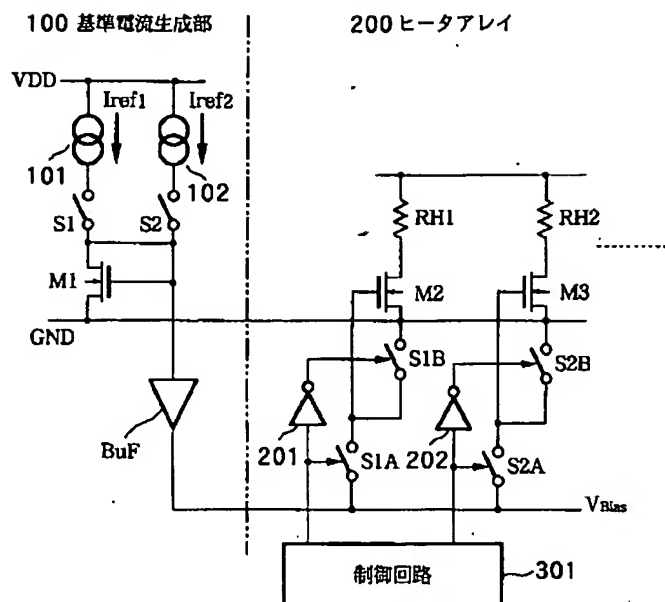 100 基準電流生成部
200 ヒータアレイ
VDD
Iref1
Iref2
101
102
S1
S2
RH1
RH2
M1
M2
M3
GND
S1B
S2B
BuF
201
202
S1A
S2A
VBias
制御回路
301